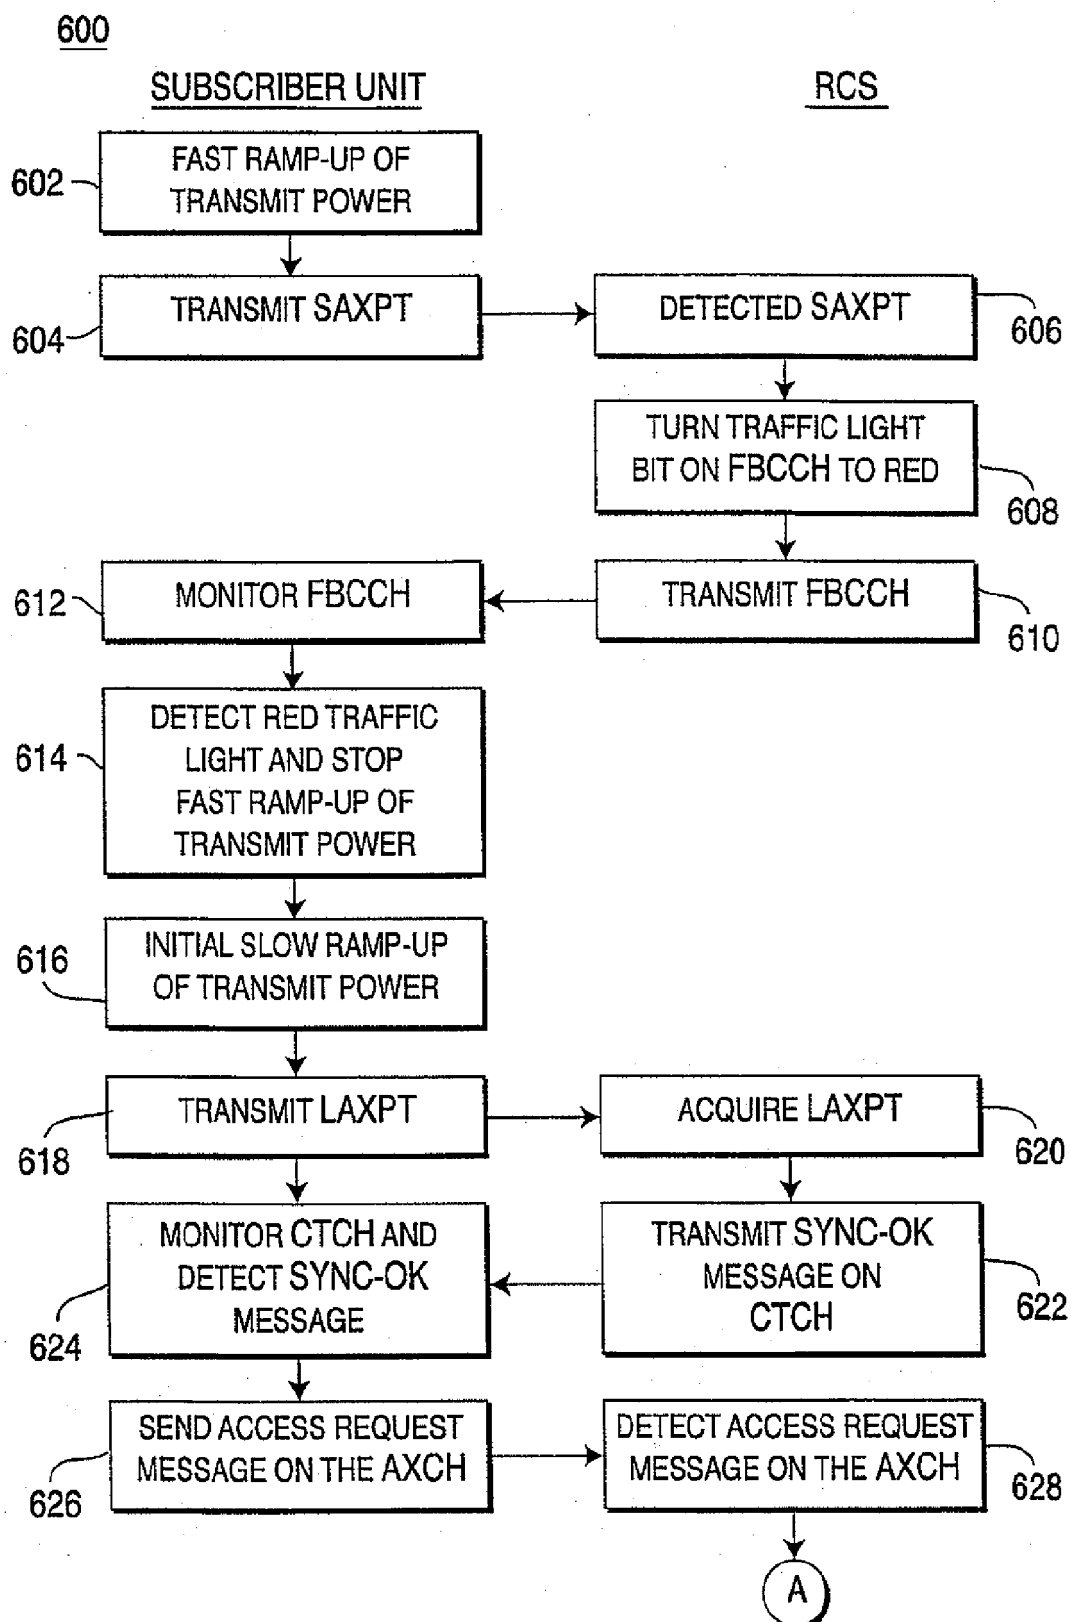 600
SUBSCRIBER UNIT
RCS
602
FAST RAMP-UP OF
TRANSMIT POWER
604
TRANSMIT SAXPT
DETECTED SAXPT
606
TURN TRAFFIC LIGHT
BIT ON FBCCH TO RED
608
612
MONITOR FBCCH
TRANSMIT FBCCH
610
614
DETECT RED TRAFFIC
LIGHT AND STOP
FAST RAMP-UP OF
TRANSMIT POWER
616
INITIAL SLOW RAMP-UP
OF TRANSMIT POWER
618
TRANSMIT LAXPT
ACQUIRE LAXPT
620
624
MONITOR CTCH AND
DETECT SYNC-OK
MESSAGE
TRANSMIT SYNC-OK
MESSAGE ON
CTCH
622
626
SEND ACCESS REQUEST
MESSAGE ON THE AXCH
DETECT ACCESS REQUEST
MESSAGE ON THE AXCH
628
A